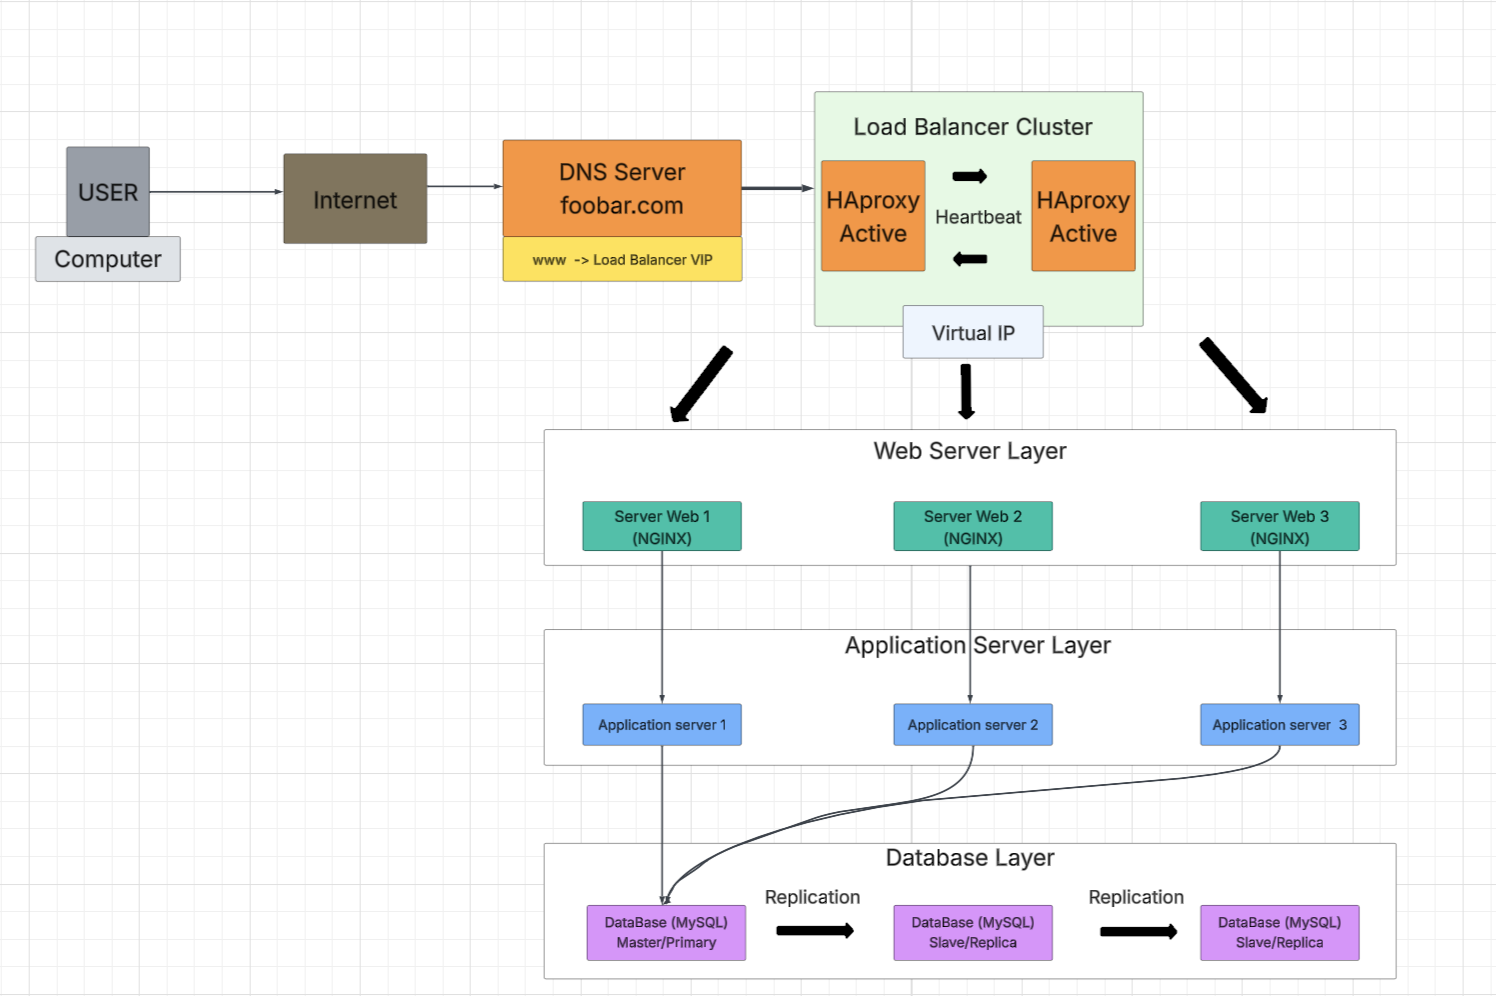 USER
Computer
Internet
DNS Server
foobar.com
www -> Load Balancer VIP
Load Balancer Cluster
HAproxy
Active
Heartbeat
HAproxy
Active
Virtual IP
Web Server Layer
Server Web 1
(NGINX)
Server Web 2
(NGINX)
Server Web 3
(NGINX)
Application Server Layer
Application server 1
Application server 2
Application server 3
Database Layer
DataBase (MySQL)
Master/Primary
Replication
DataBase (MySQL)
Slave/Replica
Replication
DataBase (MySQL)
Slave/Replica